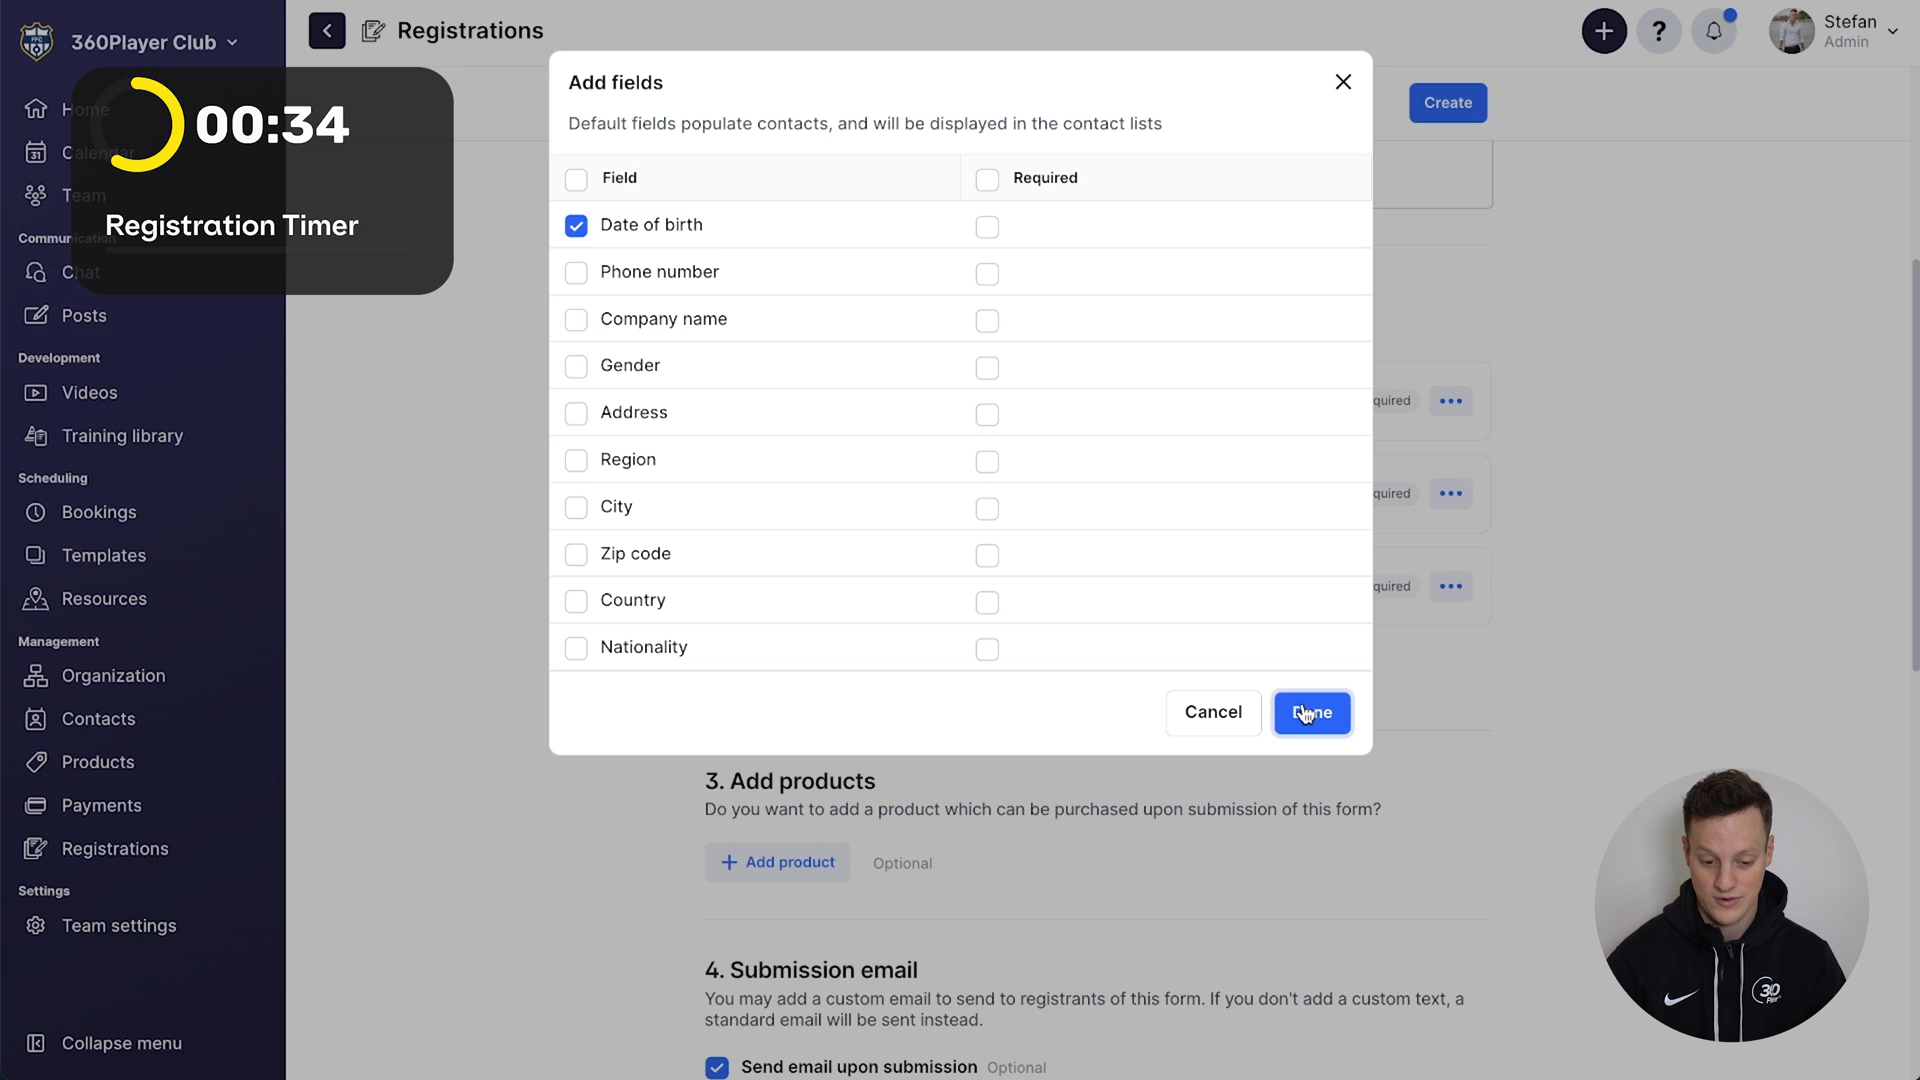 360Player Club
Registrations
Stefan
Admin
00:34
Registration Timer
Home
Calendar
31
Team
Communication
Chat
Posts
Development
Videos
Training library
Scheduling
Bookings
Templates
Resources
Management
Organization
Contacts
Products
Payments
Registrations
Settings
Team settings
Collapse menu
Create
Add fields
Default fields populate contacts, and will be displayed in the contact lists
Field
Required
Date of birth
Phone number
Company name
Gender
Address
Region
City
Zip code
Country
Nationality
Cancel
Done
quired
quired
quired
3. Add products
Do you want to add a product which can be purchased upon submission of this form?
+ Add product
Optional
4. Submission email
You may add a custom email to send to registrants of this form. If you don't add a custom text, a
standard email will be sent instead.
Send email upon submission Optional